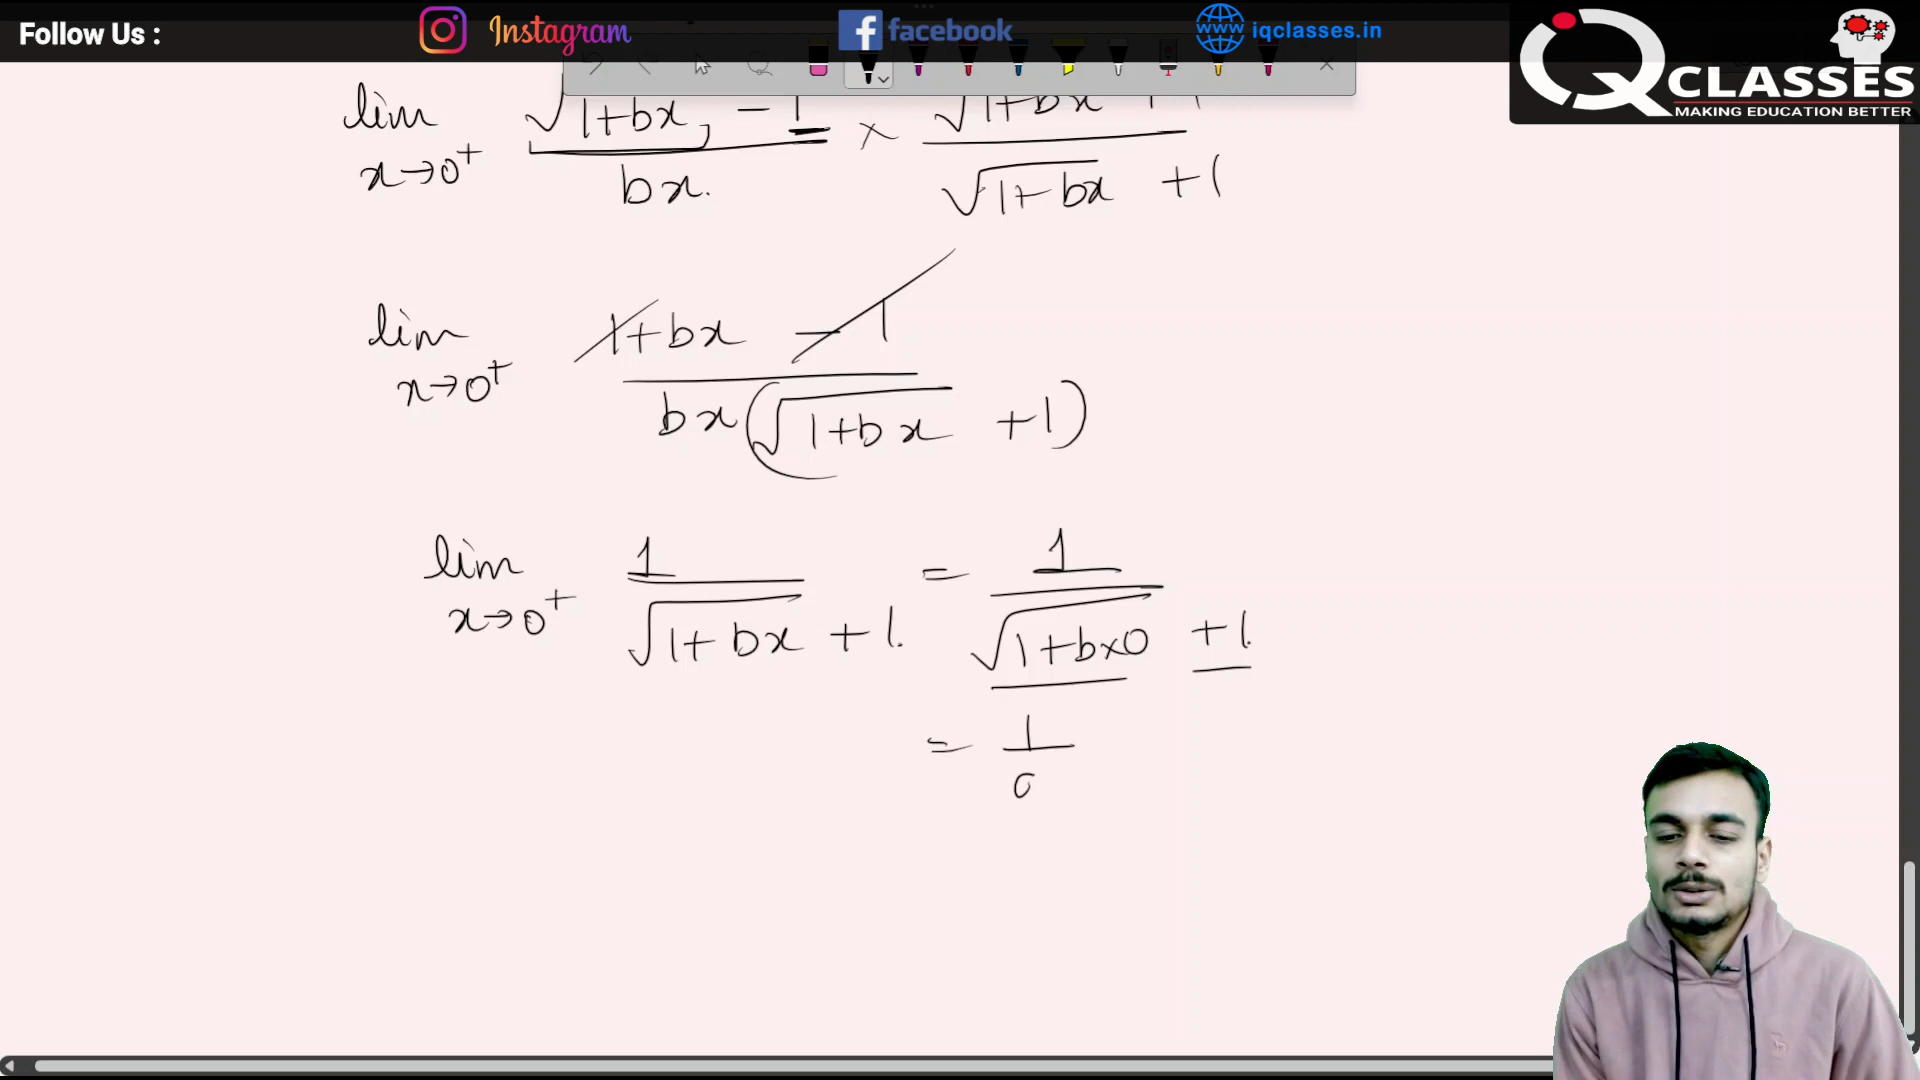 Follow Us :
Instagram
facebook
www iqclasses.in
IQ CLASSES
MAKING EDUCATION BETTER
lim x→0⁺ (√(1+bx) − 1)/(bx) × (√(1+bx) + 1)/(√(1+bx) + 1)
lim x→0⁺ (1+bx − 1)/(bx(√(1+bx) + 1))
lim x→0⁺ 1/(√(1+bx) + 1.) = 1/(√(1+b×0) + 1.)
= 1/0